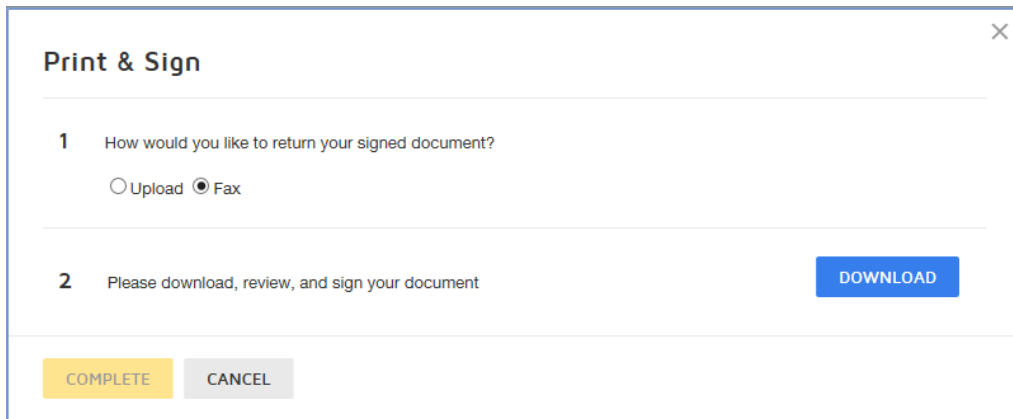 Print & Sign
1 How would you like to return your signed document?
Upload Fax
2 Please download, review, and sign your document DOWNLOAD
COMPLETE CANCEL